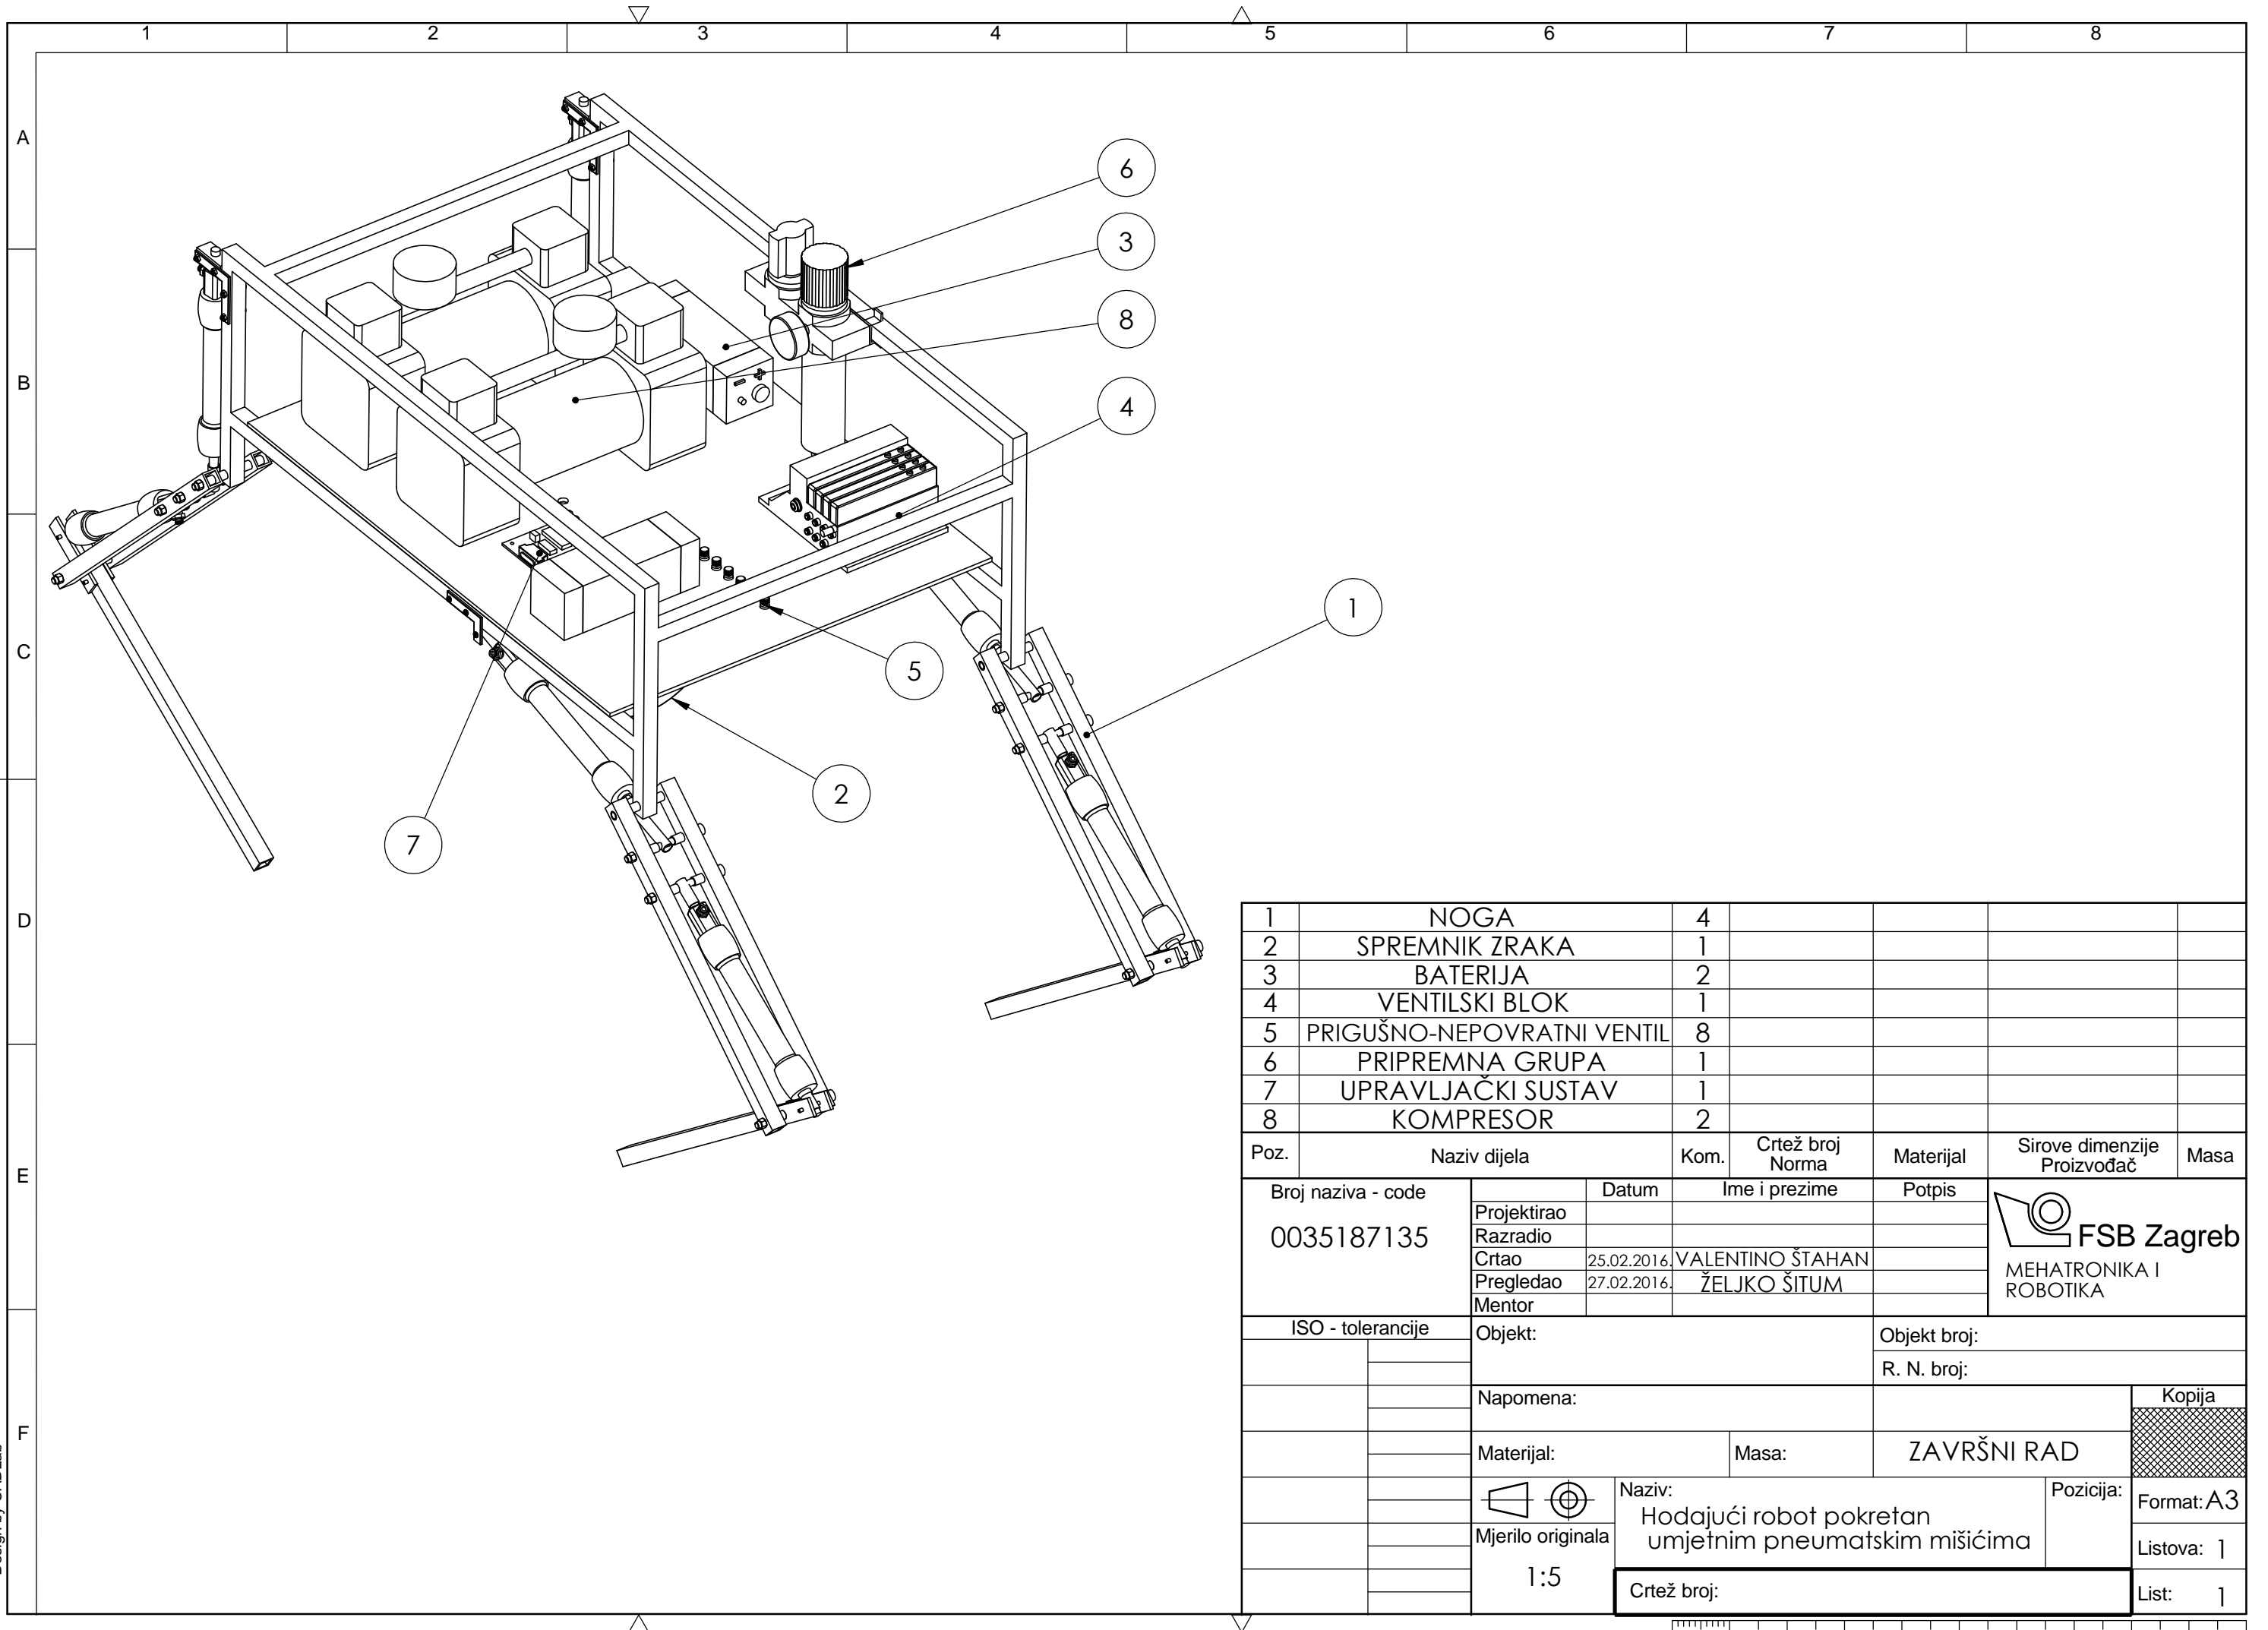 1 2 3 4 5 6 7 8
A
B
C
D
E
F
6
3
8
4
1
5
2
7
1 NOGA 4
2 SPREMNIK ZRAKA 1
3 BATERIJA 2
4 VENTILSKI BLOK 1
5 PRIGUŠNO-NEPOVRATNI VENTIL 8
6 PRIPREMNA GRUPA 1
7 UPRAVLJAČKI SUSTAV 1
8 KOMPRESOR 2
Poz. Naziv dijela Kom. Crtež broj Norma Materijal Sirove dimenzije Proizvođač Masa
Broj naziva - code
0035187135
Datum Ime i prezime Potpis
Projektirao
Razradio
Crtao 25.02.2016. VALENTINO ŠTAHAN
Pregledao 27.02.2016. ŽELJKO ŠITUM
Mentor
FSB Zagreb
MEHATRONIKA I
ROBOTIKA
ISO - tolerancije
Objekt:
Objekt broj:
R. N. broj:
Napomena:
Kopija
Materijal:
Masa:
ZAVRŠNI RAD
Naziv:
Hodajući robot pokretan
umjetnim pneumatskim mišićima
Pozicija:
Format: A3
Mjerilo originala
1:5
Listova: 1
Crtež broj:
List: 1